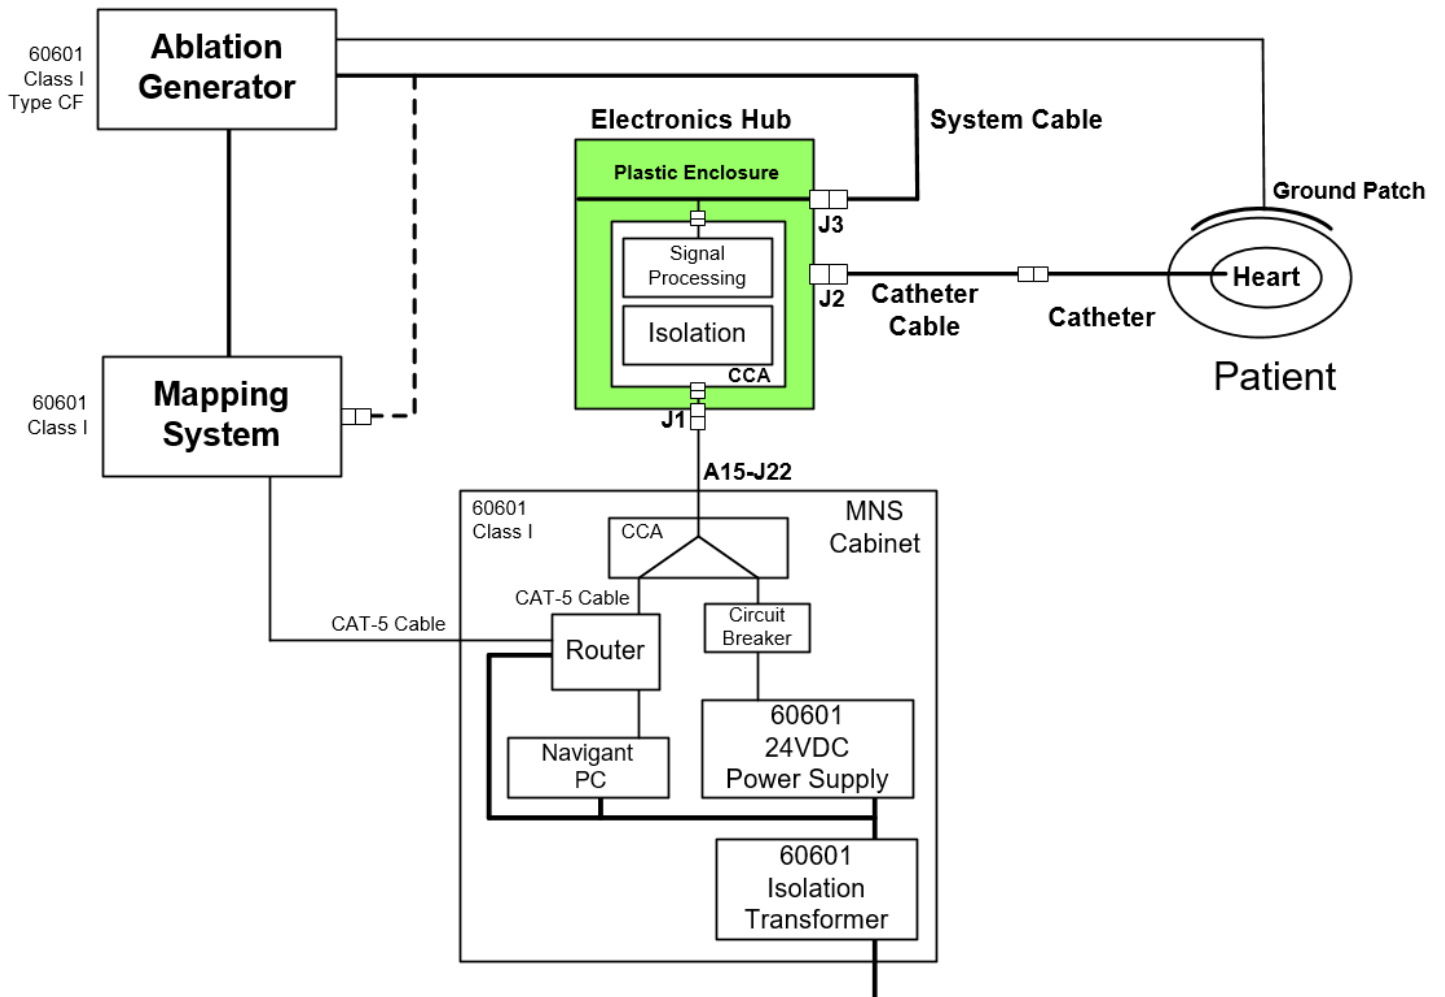 60601
Class I
Type CF
Ablation
Generator
Electronics Hub
System Cable
Plastic Enclosure
Ground Patch
J3
Signal
Processing
J2
Heart
Catheter
Cable
Catheter
Isolation
CCA
Patient
60601
Class I
Mapping
System
J1
A15-J22
60601
Class I
MNS
Cabinet
CCA
CAT-5 Cable
CAT-5 Cable
Circuit
Breaker
Router
60601
24VDC
Power Supply
Navigant
PC
60601
Isolation
Transformer